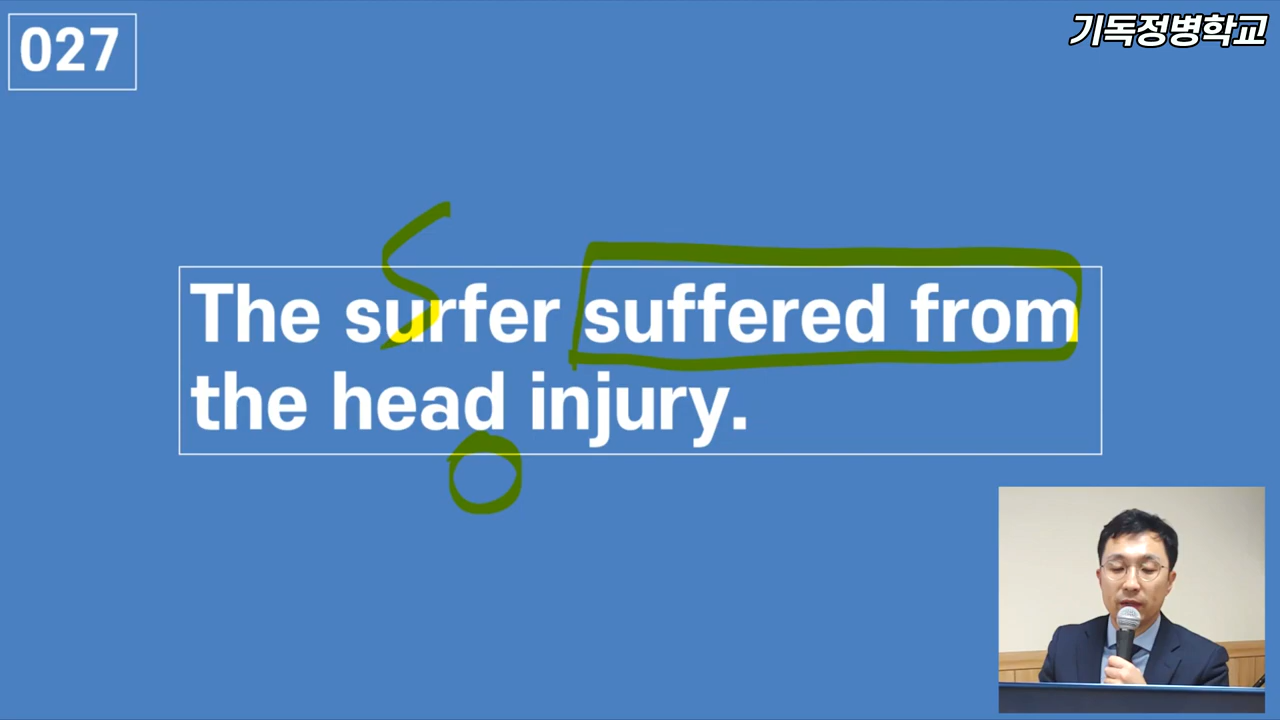 027
기독정병학교
S
The surfer suffered from
the head injury.
O